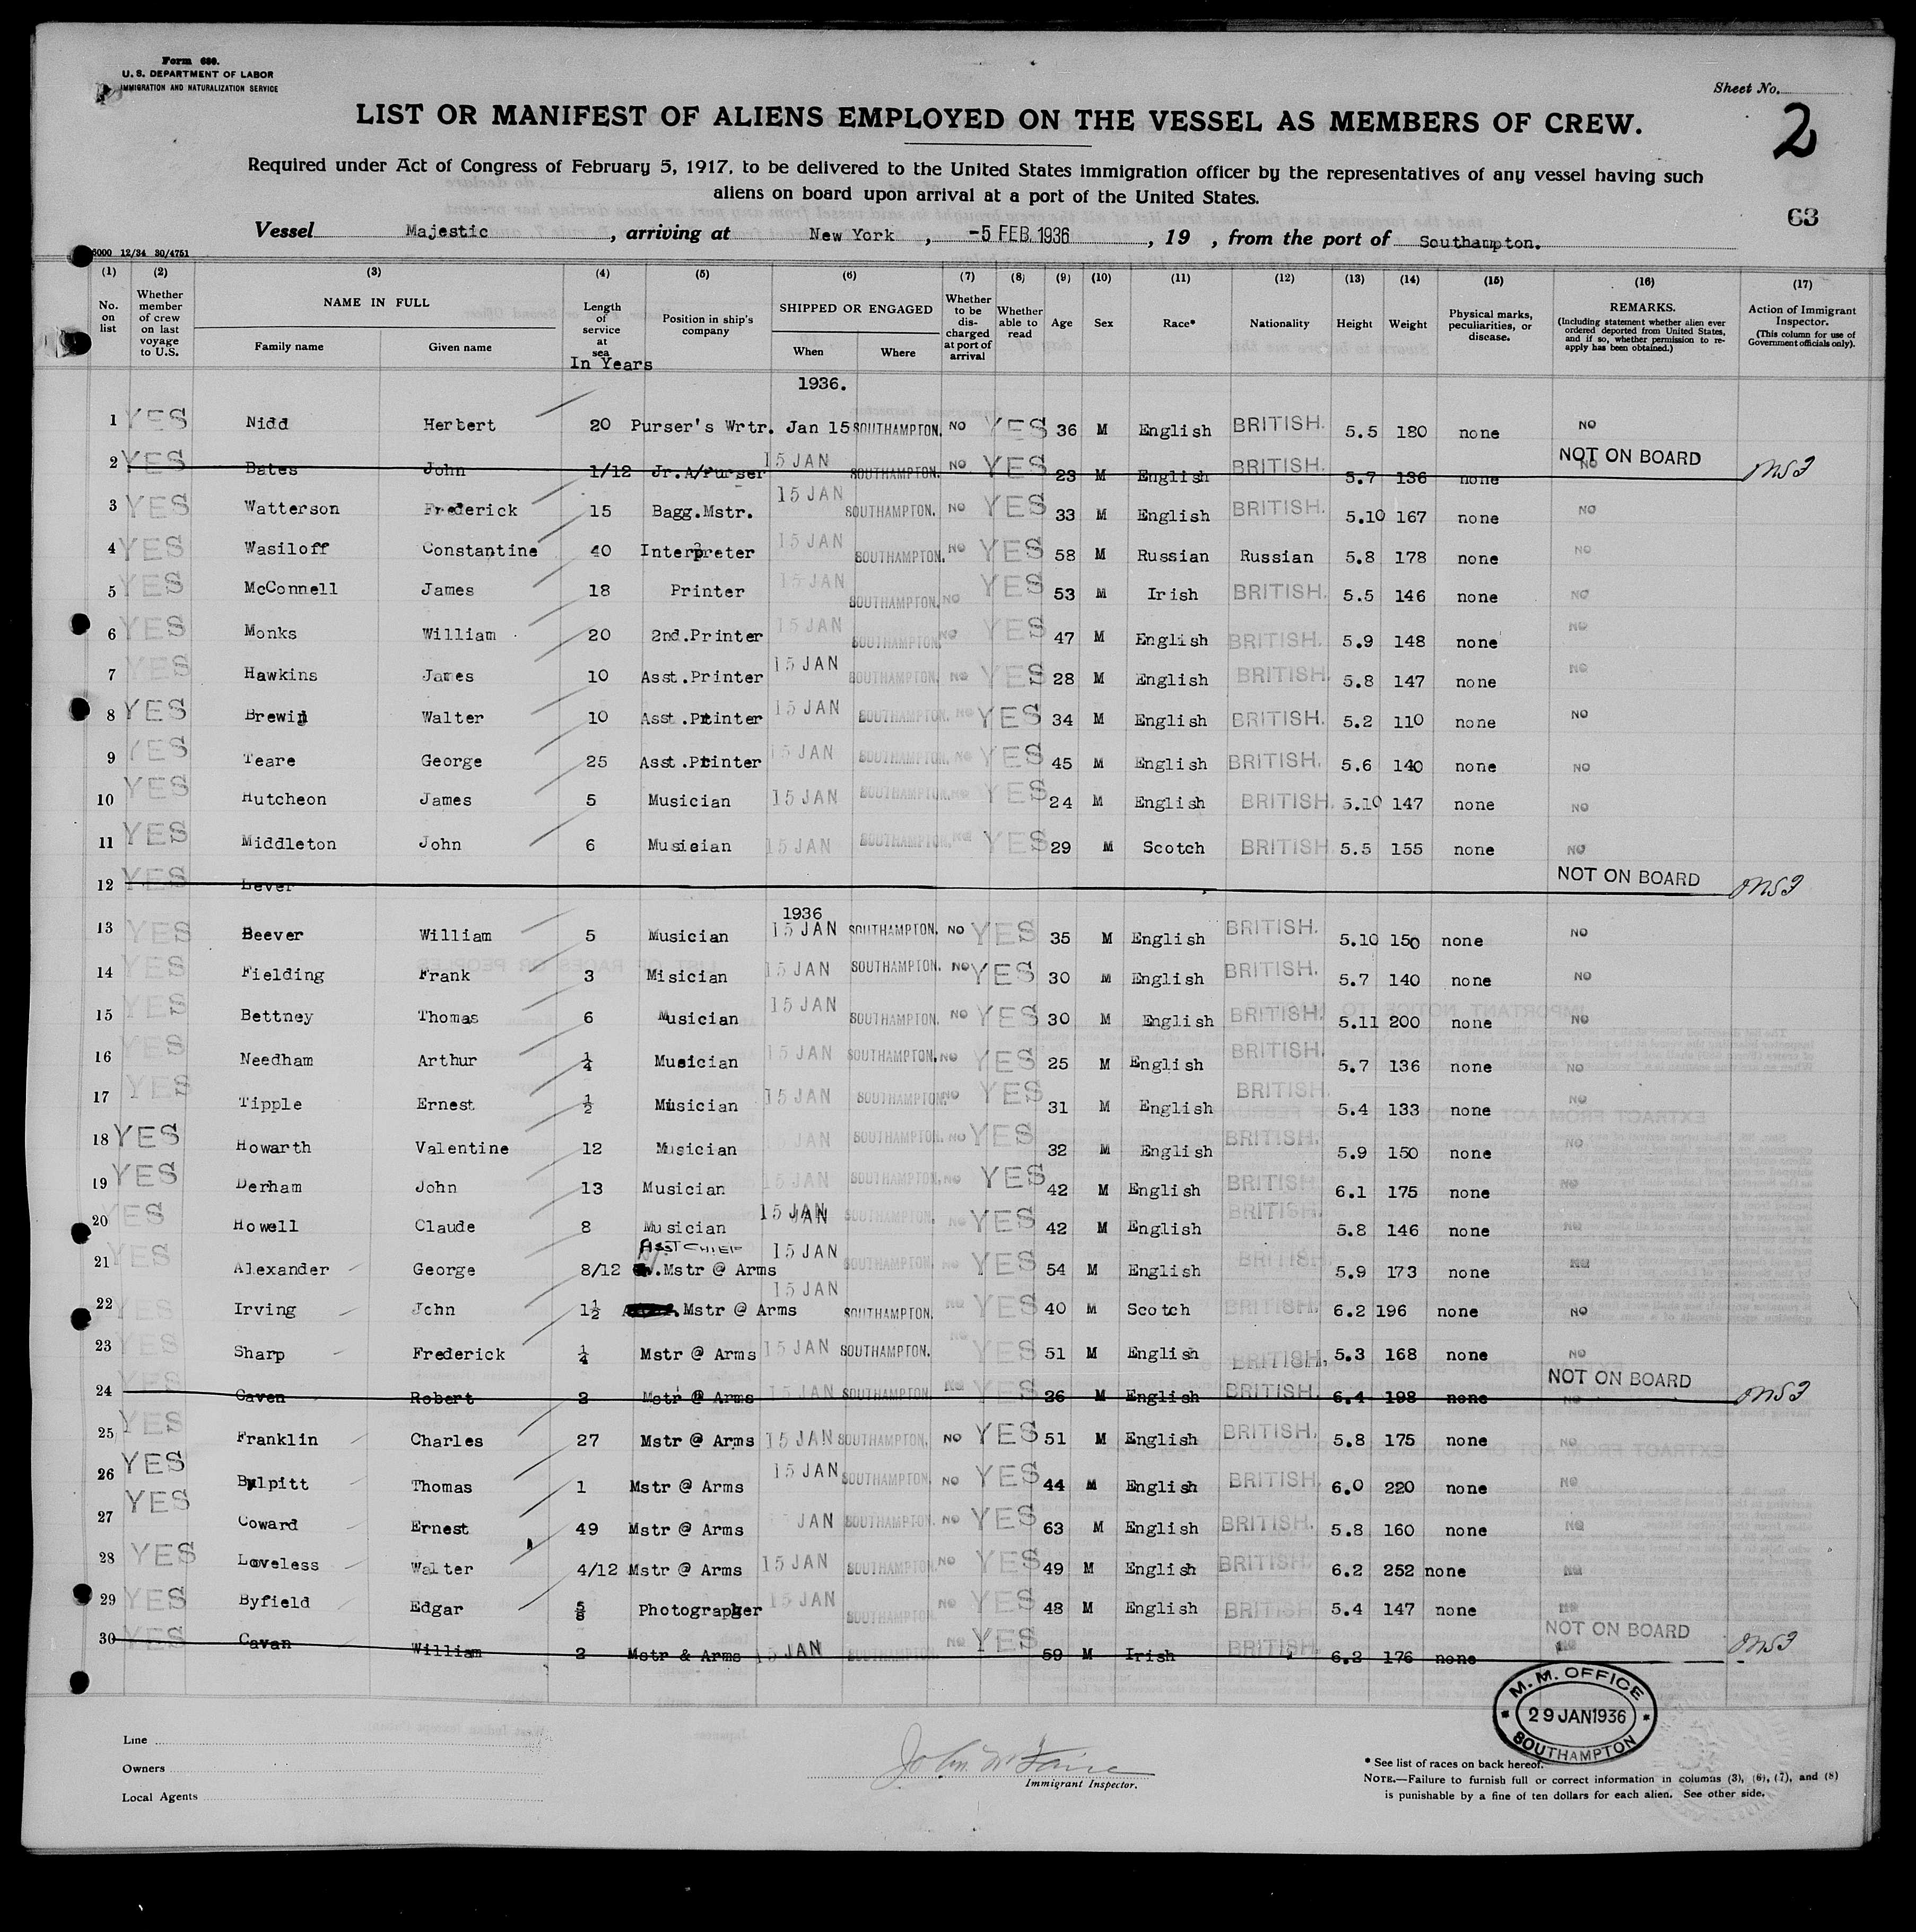 Form 680.
U. S. DEPARTMENT OF LABOR
IMMIGRATION AND NATURALIZATION SERVICE
Sheet No.
2
LIST OR MANIFEST OF ALIENS EMPLOYED ON THE VESSEL AS MEMBERS OF CREW.
Required under Act of Congress of February 5, 1917, to be delivered to the United States immigration officer by the representatives of any vessel having such
aliens on board upon arrival at a port of the United States.
63
Vessel Majestic, arriving at New York, -5 FEB. 1936, 19 , from the port of Southampton.
5000 12/34 30/4751
(1) (2) (3) (4) (5) (6) (7) (8) (9) (10) (11) (12) (13) (14) (15) (16) (17)
No. on list
Whether member of crew on last voyage to U.S.
NAME IN FULL
Family name Given name
Length of service at sea
In Years
Position in ship's company
SHIPPED OR ENGAGED
When Where
Whether to be discharged at port of arrival
Whether able to read
Age
Sex
Race*
Nationality
Height
Weight
Physical marks, peculiarities, or disease.
REMARKS.
(Including statement whether alien ever ordered deported from United States, and if so, whether permission to reapply has been obtained.)
Action of Immigrant Inspector.
(This column for use of Government officials only).
1936.
1 YES Nidd Herbert 20 Purser's Wrtr. Jan 15 SOUTHAMPTON. NO YES 36 M English BRITISH. 5.5 180 none NO
2 YES Bates John 1/12 Jr.A/Purser 15 JAN SOUTHAMPTON. NO YES 23 M English BRITISH. 5.7 136 none NO NOT ON BOARD
3 YES Watterson Frederick 15 Bagg.Mstr. 15 JAN SOUTHAMPTON. NO YES 33 M English BRITISH. 5.10 167 none NO
4 YES Wasiloff Constantine 40 Interpreter 15 JAN SOUTHAMPTON. NO YES 58 M Russian Russian 5.8 178 none NO
5 YES McConnell James 18 Printer 15 JAN SOUTHAMPTON. NO YES 53 M Irish BRITISH. 5.5 146 none NO
6 YES Monks William 20 2nd.Printer 15 JAN SOUTHAMPTON. NO YES 47 M English BRITISH. 5.9 148 none NO
7 YES Hawkins James 10 Asst.Printer 15 JAN SOUTHAMPTON. NO YES 28 M English BRITISH. 5.8 147 none NO
8 YES Brewin Walter 10 Asst.Printer 15 JAN SOUTHAMPTON. NO YES 34 M English BRITISH. 5.2 110 none NO
9 YES Teare George 25 Asst.Printer 15 JAN SOUTHAMPTON. NO YES 45 M English BRITISH. 5.6 140 none NO
10 YES Hutcheon James 5 Musician 15 JAN SOUTHAMPTON. NO YES 24 M English BRITISH. 5.10 147 none NO
11 YES Middleton John 6 Musician 15 JAN SOUTHAMPTON. NO YES 29 M Scotch BRITISH. 5.5 155 none NO
12 YES Lever NOT ON BOARD
1936
13 YES Beever William 5 Musician 15 JAN SOUTHAMPTON. NO YES 35 M English BRITISH. 5.10 150 none NO
14 YES Fielding Frank 3 Misician 15 JAN SOUTHAMPTON. NO YES 30 M English BRITISH. 5.7 140 none NO
15 YES Bettney Thomas 6 Musician 15 JAN SOUTHAMPTON. NO YES 30 M English BRITISH. 5.11 200 none NO
16 YES Needham Arthur 1/4 Musician 15 JAN SOUTHAMPTON. NO YES 25 M English BRITISH. 5.7 136 none NO
17 YES Tipple Ernest 1/2 Musician 15 JAN SOUTHAMPTON. NO YES 31 M English BRITISH. 5.4 133 none NO
18 YES Howarth Valentine 12 Musician 15 JAN SOUTHAMPTON. NO YES 32 M English BRITISH. 5.9 150 none NO
19 YES Derham John 13 Musician 15 JAN SOUTHAMPTON. NO YES 42 M English BRITISH. 6.1 175 none NO
20 YES Howell Claude 8 Musician 15 JAN SOUTHAMPTON. NO YES 42 M English BRITISH. 5.8 146 none NO
ASST CHIEF
21 YES Alexander George 8/12 Mstr @ Arms 15 JAN SOUTHAMPTON. NO YES 54 M English BRITISH 5.9 173 none NO
22 YES Irving John 1 1/2 Mstr @ Arms 15 JAN SOUTHAMPTON. NO YES 40 M Scotch BRITISH. 6.2 196 none NO
23 YES Sharp Frederick 1/4 Mstr @ Arms 15 JAN SOUTHAMPTON. NO YES 51 M English BRITISH. 5.3 168 none NO
24 YES Caven Robert 2 Mstr @ Arms 15 JAN SOUTHAMPTON. NO YES 26 M English BRITISH. 6.4 198 none NO NOT ON BOARD
25 YES Franklin Charles 27 Mstr @ Arms 15 JAN SOUTHAMPTON. NO YES 51 M English BRITISH. 5.8 175 none NO
26 YES Bulpitt Thomas 1 Mstr @ Arms 15 JAN SOUTHAMPTON. NO YES 44 M English BRITISH. 6.0 220 none NO
27 YES Coward Ernest 49 Mstr @ Arms JAN SOUTHAMPTON. NO YES 63 M English BRITISH. 5.8 160 none NO
28 YES Loveless Walter 4/12 Mstr @ Arms 15 JAN SOUTHAMPTON. NO YES 49 M English BRITISH. 6.2 252 none NO
29 YES Byfield Edgar Photographer 15 JAN SOUTHAMPTON. NO YES 48 M English BRITISH. 5.4 147 none NO
30 YES Cavan William 2 Mstr & Arms 15 JAN SOUTHAMPTON. NO YES 59 M Irish BRITISH. 6.2 176 none NO NOT ON BOARD
M. M. OFFICE
29 JAN 1936
SOUTHAMPTON
Line
Owners
Local Agents
Immigrant Inspector.
* See list of races on back hereof.
NOTE.—Failure to furnish full or correct information in columns (3), (6), (7), and (8)
is punishable by a fine of ten dollars for each alien. See other side.